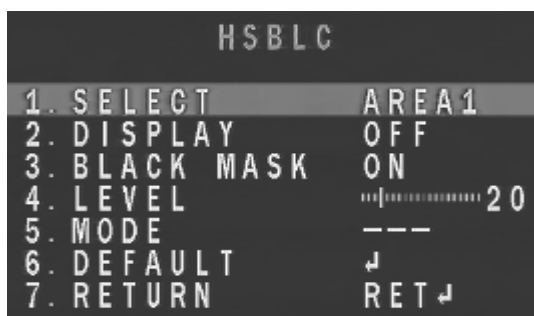 HSBLC
1. SELECT AREA1
2. DISPLAY OFF
3. BLACK MASK ON
4. LEVEL 20
5. MODE ---
6. DEFAULT ↲
7. RETURN RET↲